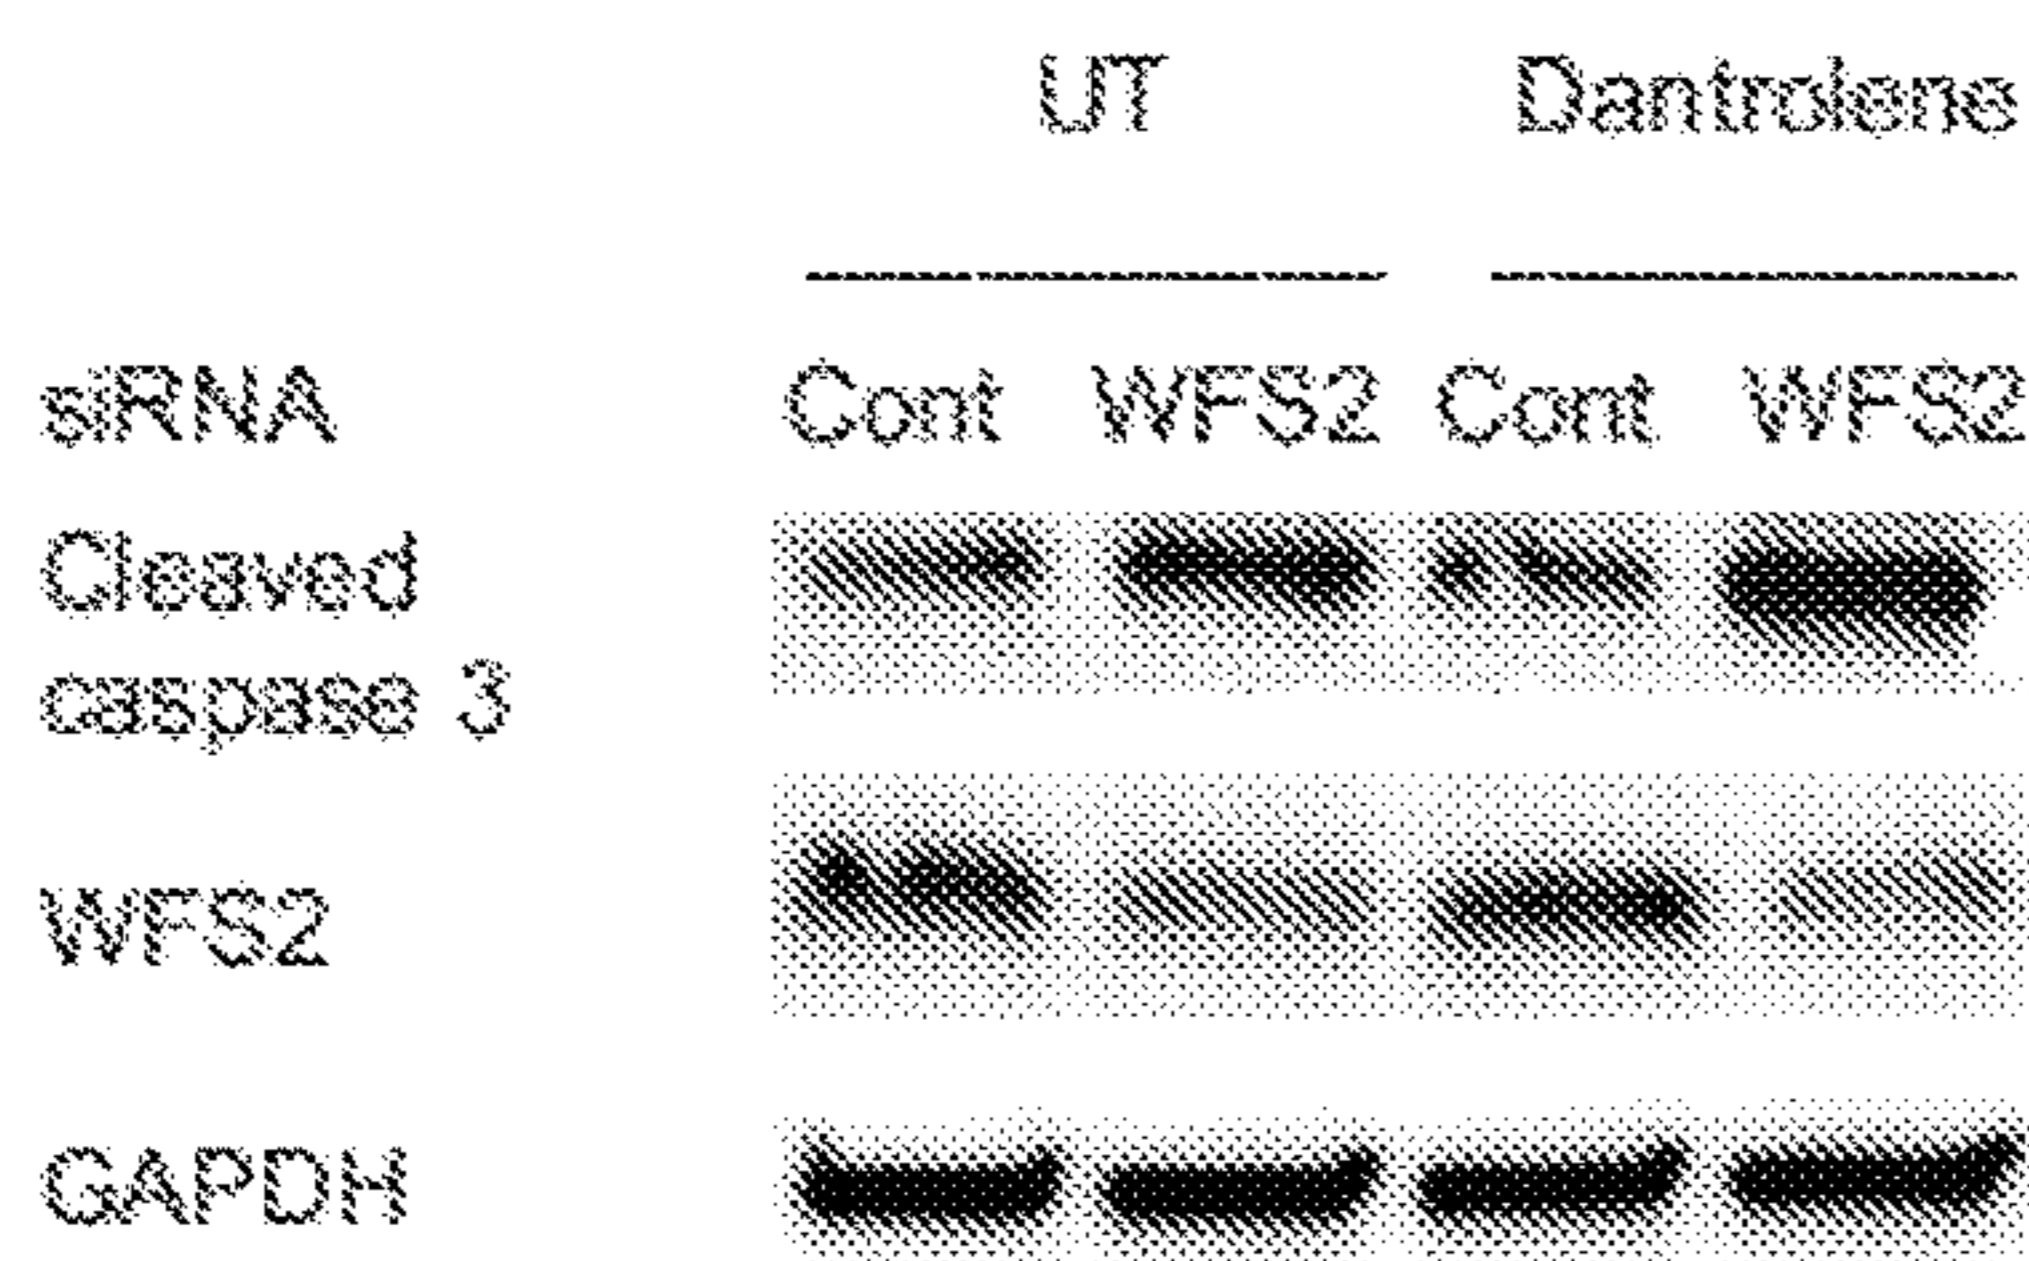 UT Dantrolene
siRNA Cont WFS2 Cont WFS2
Cleaved
caspase 3
WFS2
GAPDH